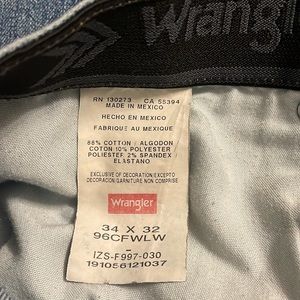 Wrangler
RN 130273 CA 55394
MADE IN MEXICO
HECHO EN MEXICO
FABRIQUE AU MEXIQUE
88% COTTON / ALGODON
COTON 10% POLYESTER
POLIESTER 2% SPANDEX
ELASTANO
EXCLUSIVE OF DECORATION EXCEPTO
DECORACION/GARNITURE NON COMPRISE
Wrangler
34 X 32
96CFWLW
-
IZS-F997-030
191056121037